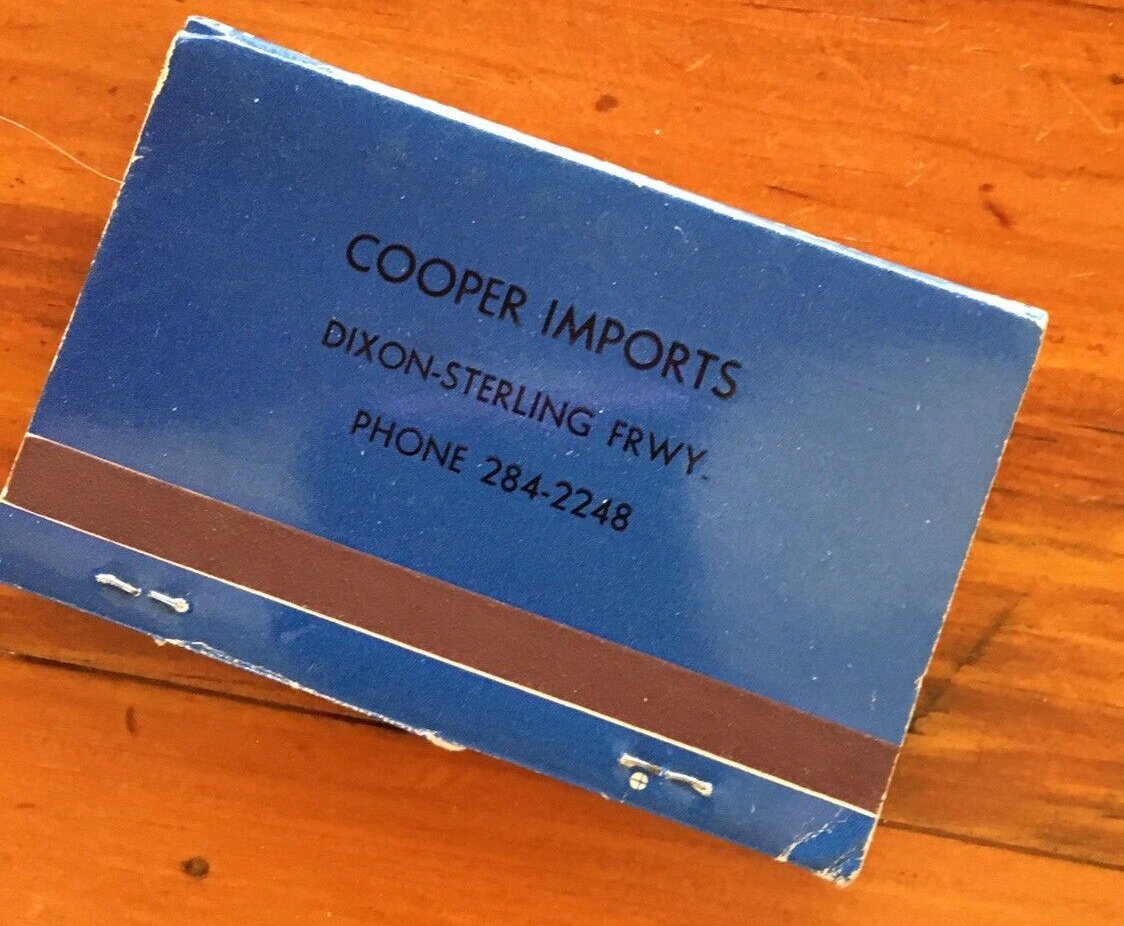 COOPER IMPORTS
DIXON-STERLING FRWY.
PHONE 284-2248